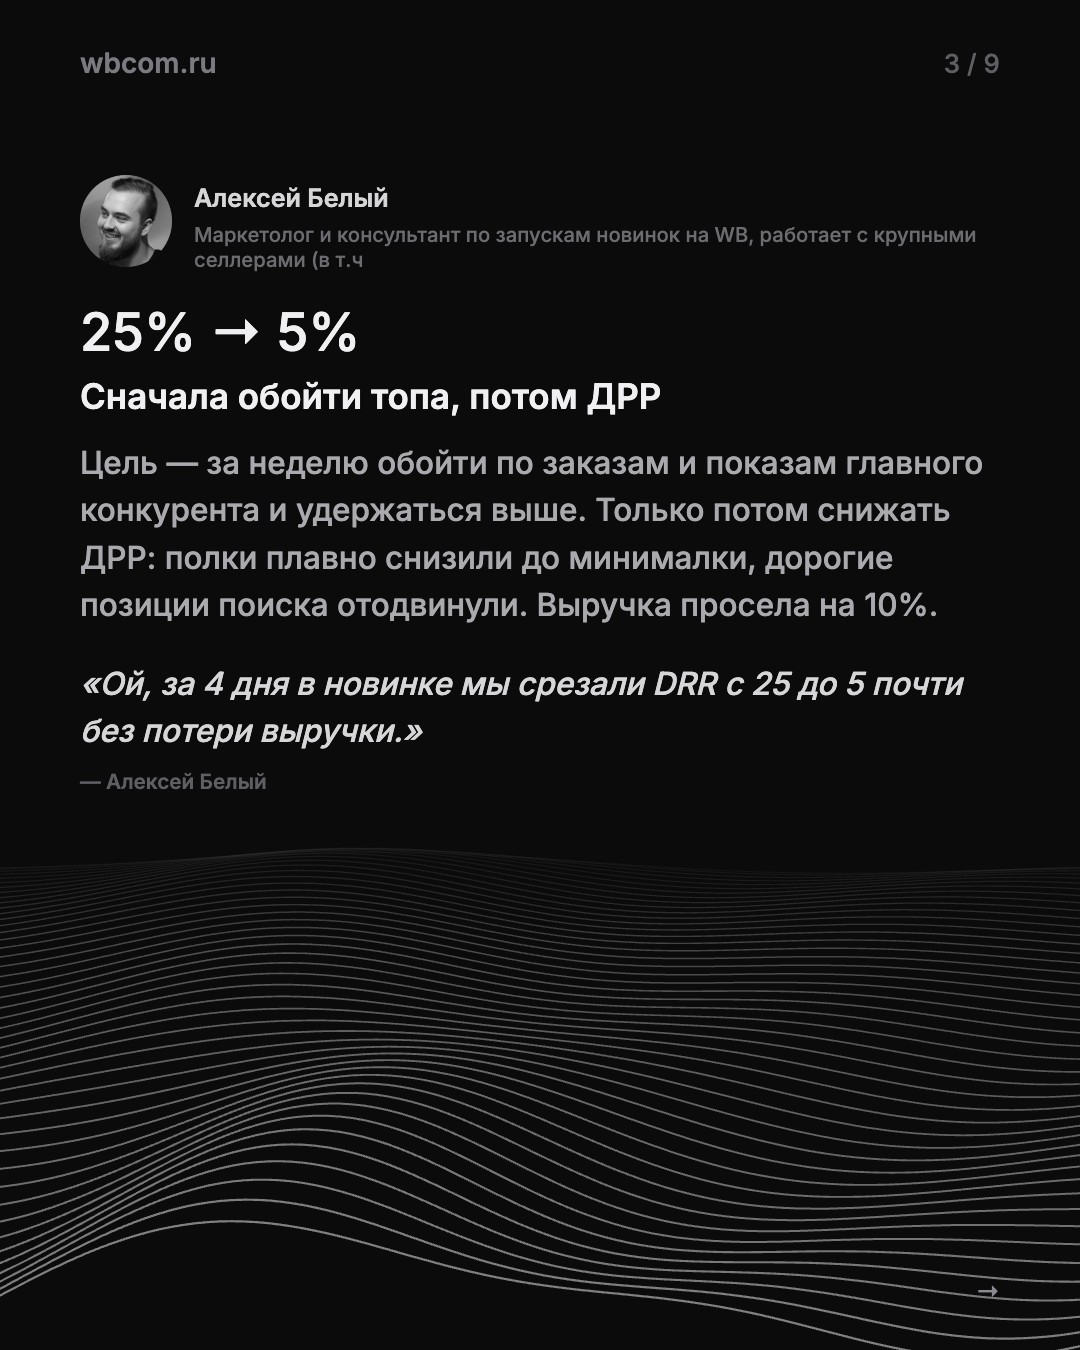 wbcom.ru
3 / 9
Алексей Белый
Маркетолог и консультант по запускам новинок на WB, работает с крупными
селлерами (в т.ч
25% → 5%
Сначала обойти топа, потом ДРР
Цель — за неделю обойти по заказам и показам главного
конкурента и удержаться выше. Только потом снижать
ДРР: полки плавно снизили до минималки, дорогие
позиции поиска отодвинули. Выручка просела на 10%.
«Ой, за 4 дня в новинке мы срезали DRR с 25 до 5 почти
без потери выручки.»
— Алексей Белый
→